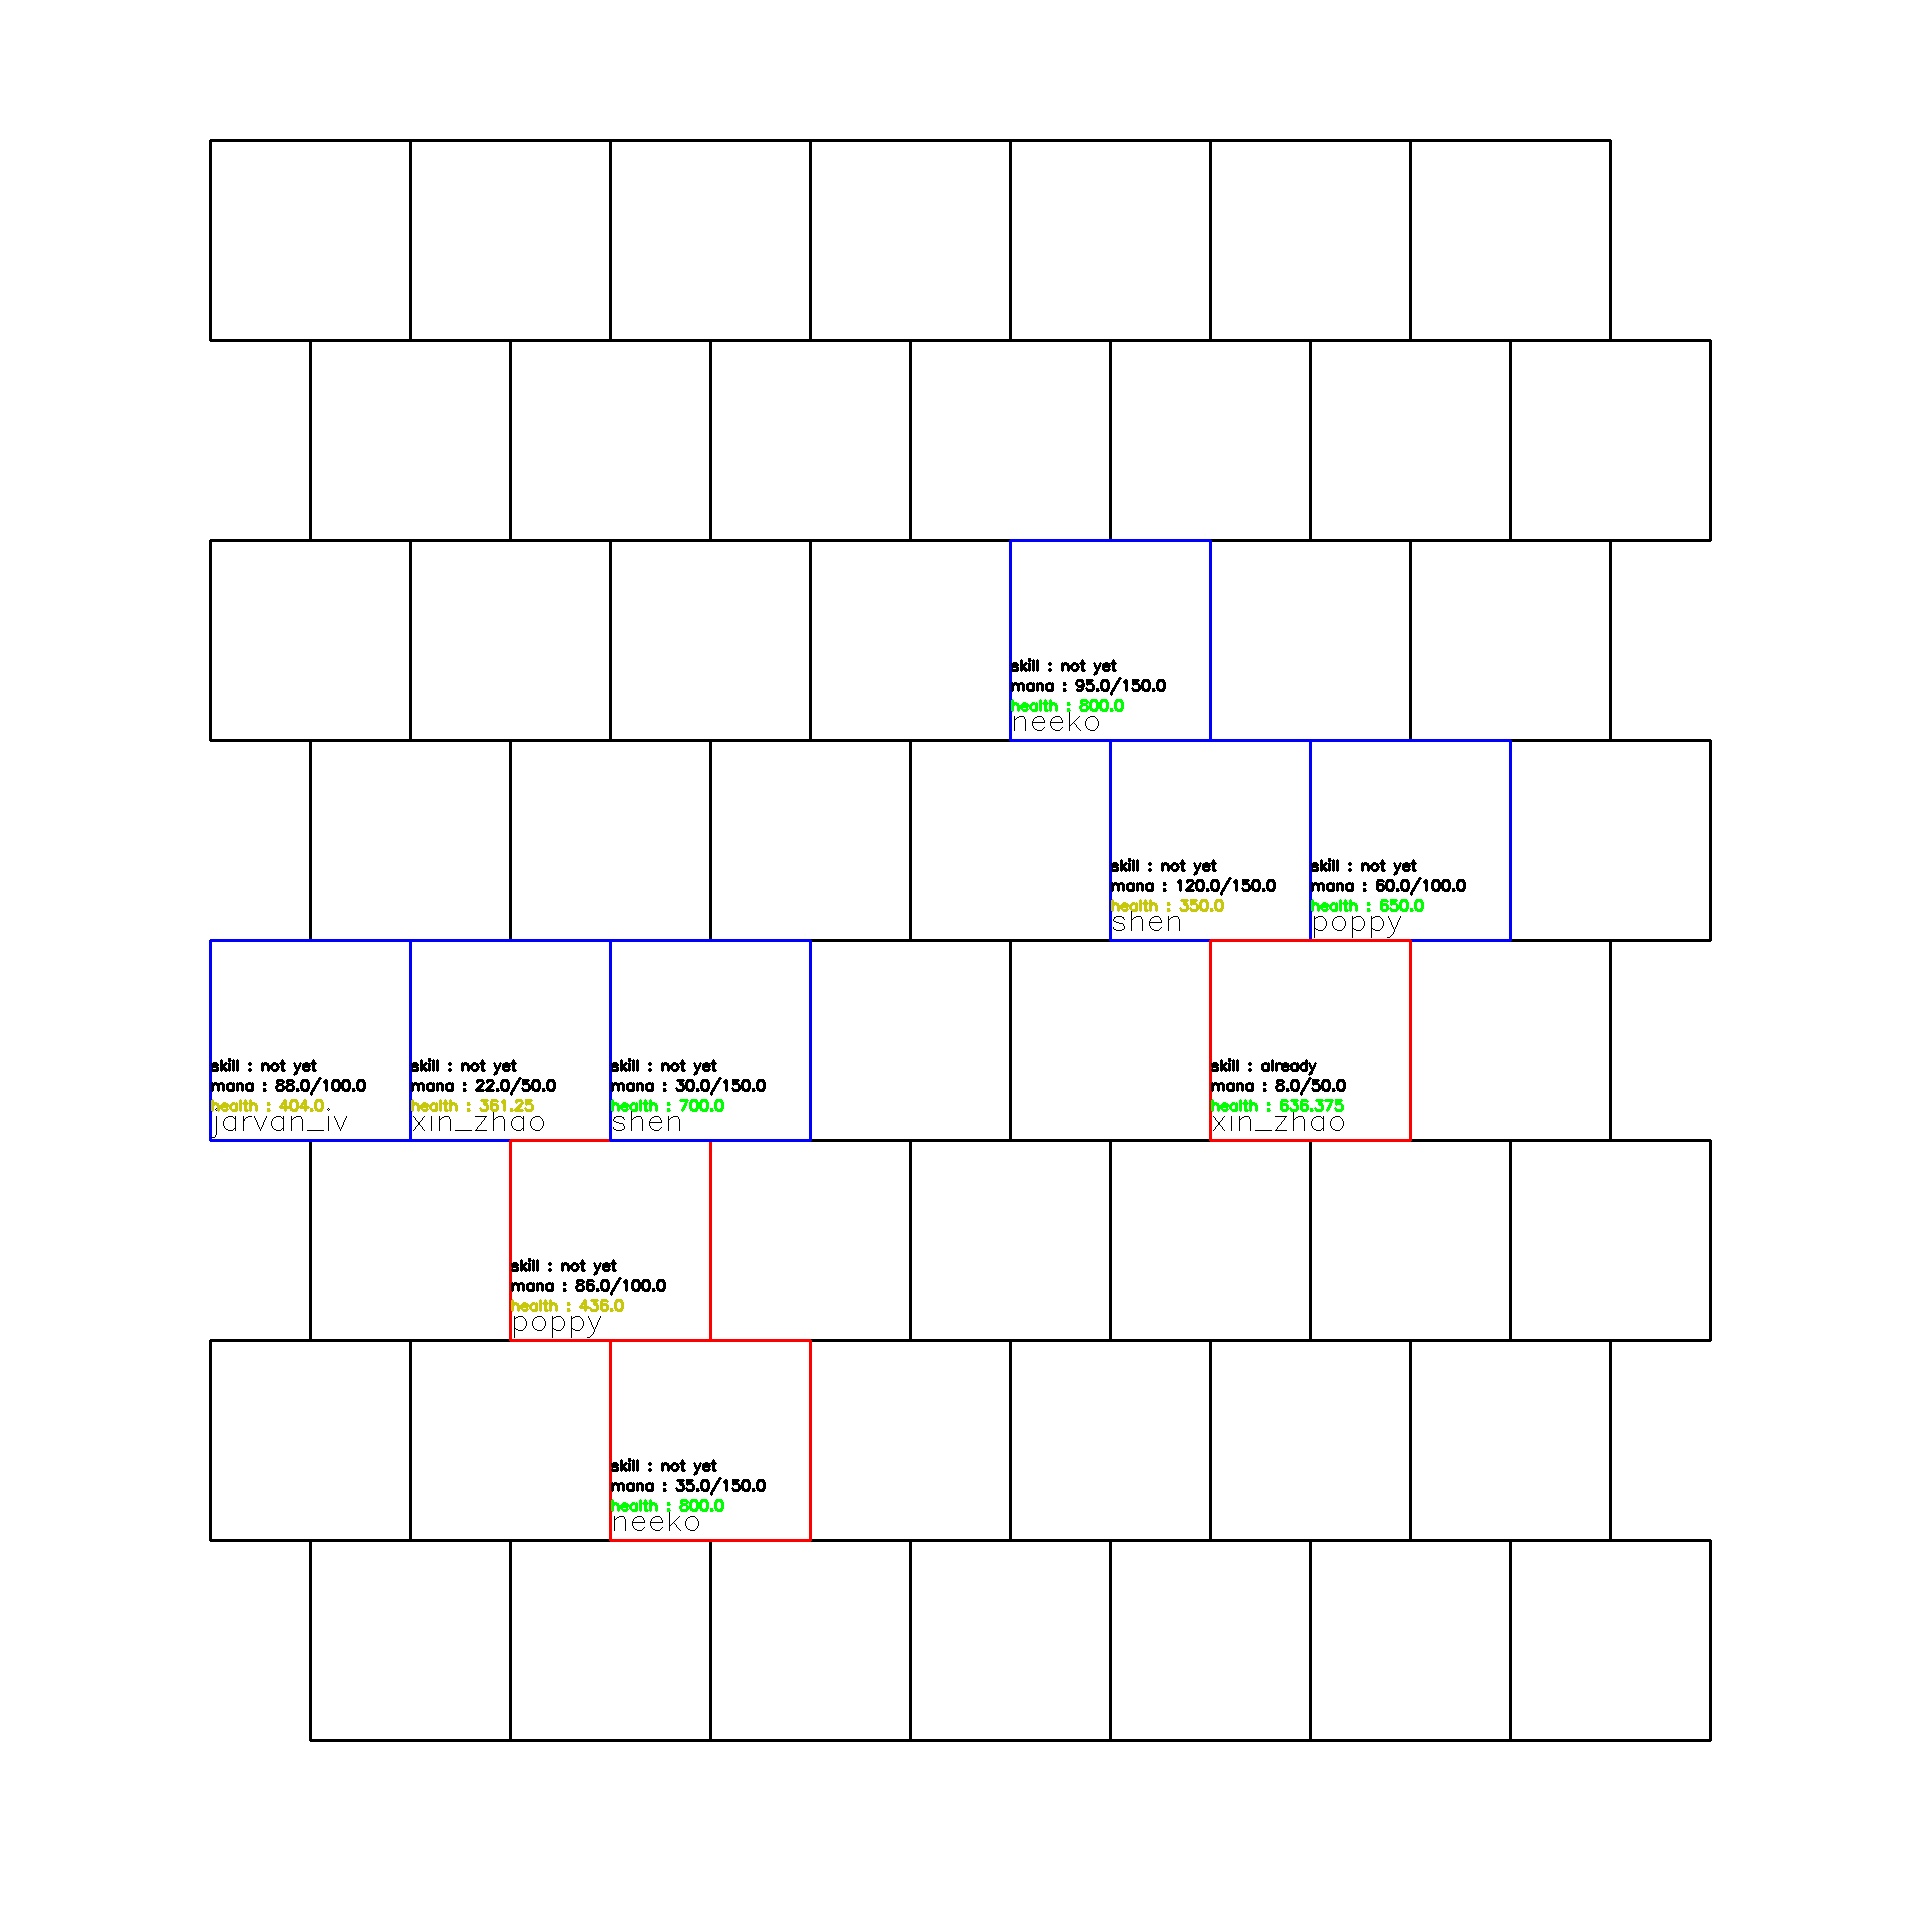 skill : not yet
mana : 95.0/150.0
health : 800.0
neeko
skill : not yet
mana : 120.0/150.0
health : 350.0
shen
skill : not yet
mana : 60.0/100.0
health : 650.0
poppy
skill : not yet
mana : 88.0/100.0
health : 404.0
jarvan_iv
skill : not yet
mana : 22.0/50.0
health : 361.25
xin_zhao
skill : not yet
mana : 30.0/150.0
health : 700.0
shen
skill : already
mana : 8.0/50.0
health : 636.375
xin_zhao
skill : not yet
mana : 86.0/100.0
health : 436.0
poppy
skill : not yet
mana : 35.0/150.0
health : 800.0
neeko